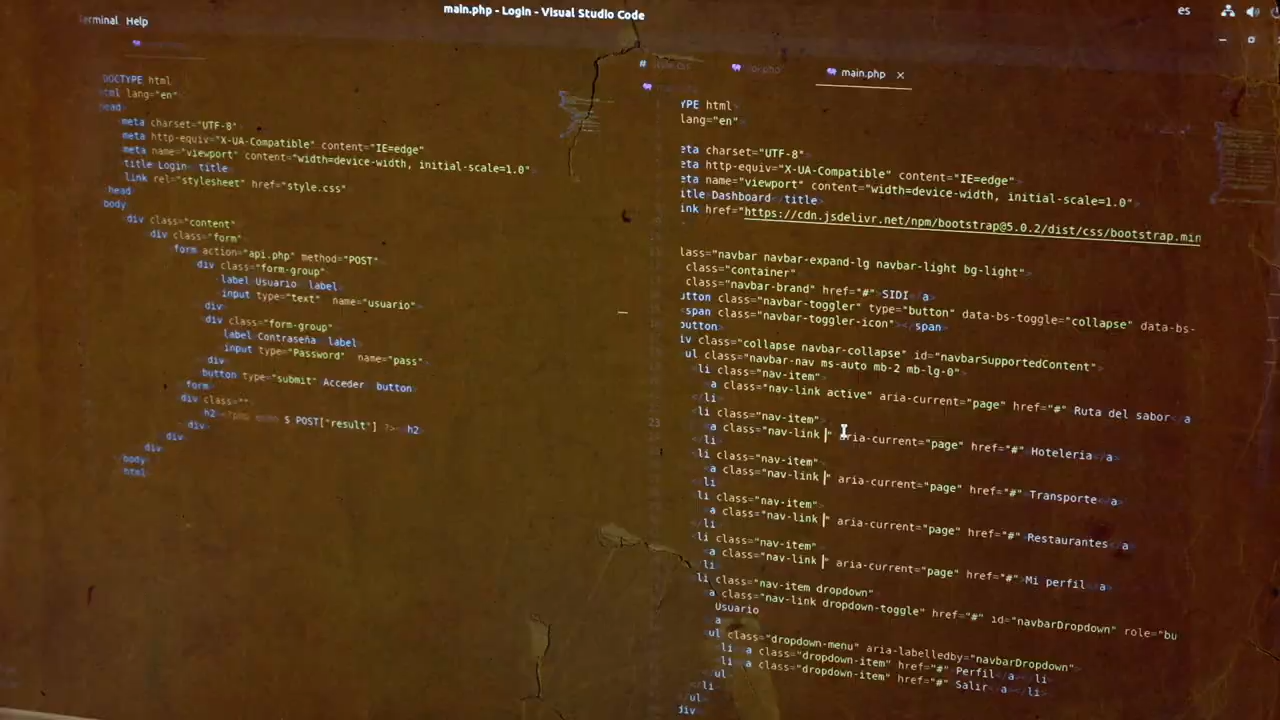 main.php - Login - Visual Studio Code
es
Terminal Help
DOCTYPE html
html lang="en"
head
meta charset="UTF-8"
meta http-equiv="X-UA-Compatible" content="IE=edge"
meta name="viewport" content="width=device-width, initial-scale=1.0"
title Login title
link rel="stylesheet" href="style.css"
head
body
div class="content"
div class="form"
form action="api.php" method="POST"
div class="form-group"
label Usuario label
input type="text" name="usuario"
div
div class="form-group"
label Contraseña label
input type="Password" name="pass"
div
button type="submit" Acceder button
form
div class=""
h2 <?php echo $ POST["result"] ?> h2
div
div
div
body
html
# style.css
main.php ×
YPE html
lang="en"
eta charset="UTF-8"
eta http-equiv="X-UA-Compatible" content="IE=edge"
eta name="viewport" content="width=device-width, initial-scale=1.0"
itle Dashboard</title>
ink href="https://cdn.jsdelivr.net/npm/bootstrap@5.0.2/dist/css/bootstrap.min
lass="navbar navbar-expand-lg navbar-light bg-light">
class="container"
class="navbar-brand" href="#">SIDI</a>
utton class="navbar-toggler" type="button" data-bs-toggle="collapse" data-bs-
<span class="navbar-toggler-icon"></span>
button>
iv class="collapse navbar-collapse" id="navbarSupportedContent">
ul class="navbar-nav ms-auto mb-2 mb-lg-0">
li class="nav-item">
a class="nav-link active" aria-current="page" href="#" Ruta del sabor</a
</li>
li class="nav-item">
23
a class="nav-link " aria-current="page" href="#" Hoteleria</a>
li
li class="nav-item">
a class="nav-link " aria-current="page" href="#" Transporte</a>
li
li class="nav-item">
a class="nav-link " aria-current="page" href="#" Restaurantes</a>
li
li class="nav-item">
a class="nav-link " aria-current="page" href="#">Mi perfil</a>
li
li class="nav-item dropdown"
a class="nav-link dropdown-toggle" href="#" id="navbarDropdown" role="bu
Usuario
a
ul class="dropdown-menu" aria-labelledby="navbarDropdown">
li a class="dropdown-item" href="#" Perfil</a></li
li a class="dropdown-item" href="#" Salir</a></li>
ul
li
ul
div